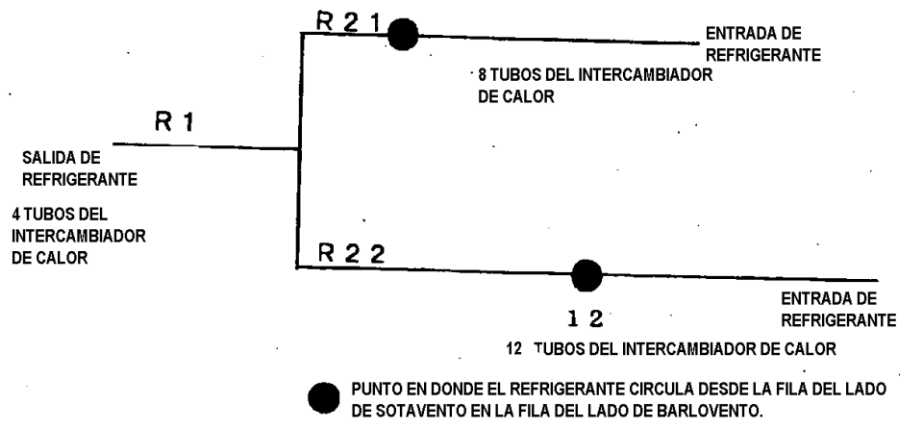 R 2 1
ENTRADA DE
REFRIGERANTE
8 TUBOS DEL INTERCAMBIADOR
DE CALOR
R 1
SALIDA DE
REFRIGERANTE
4 TUBOS DEL
INTERCAMBIADOR
DE CALOR
R 2 2
ENTRADA DE
REFRIGERANTE
1 2
12 TUBOS DEL INTERCAMBIADOR DE CALOR
PUNTO EN DONDE EL REFRIGERANTE CIRCULA DESDE LA FILA DEL LADO
DE SOTAVENTO EN LA FILA DEL LADO DE BARLOVENTO.